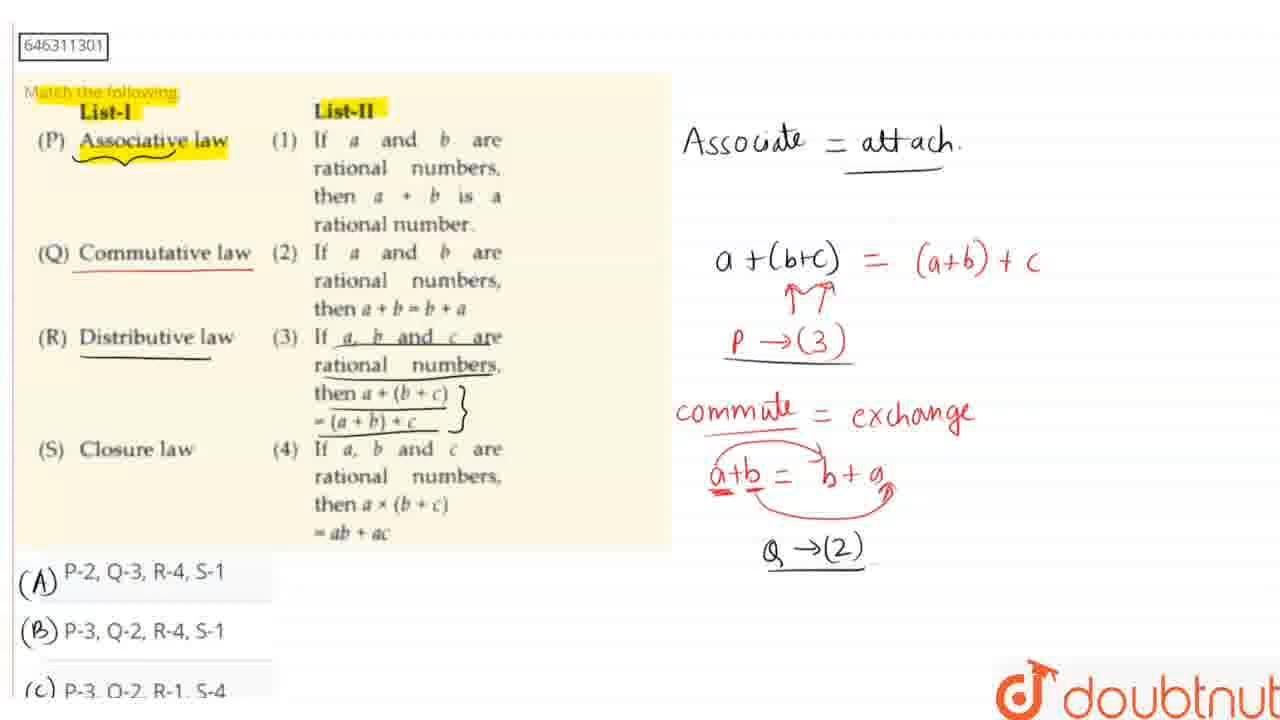 646311301
Match the following.
List-I List-II
(P) Associative law (1) If a and b are
rational numbers,
then a + b is a
rational number.
(Q) Commutative law (2) If a and b are
rational numbers,
then a + b = b + a
(R) Distributive law (3) If a, b and c are
rational numbers,
then a + (b + c)
= (a + b) + c
(S) Closure law (4) If a, b and c are
rational numbers,
then a × (b + c)
= ab + ac
(A) P-2, Q-3, R-4, S-1
(B) P-3, Q-2, R-4, S-1
(C) P-3, Q-2, R-1, S-4
Associate = attach.
a + (b+c) = (a+b) + c
P → (3)
commute = exchange
a+b = b+a
Q → (2)
doubtnut